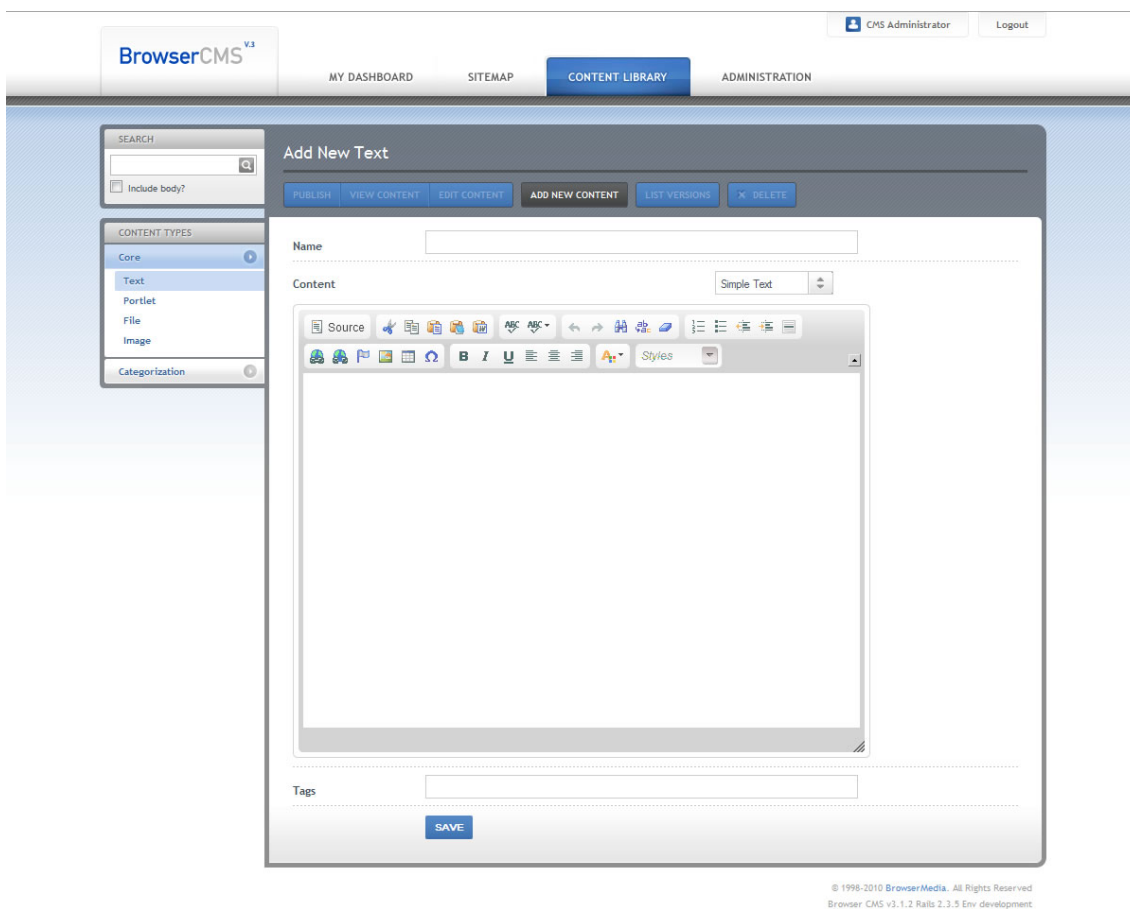 CMS Administrator Logout
BrowserCMS V.3
MY DASHBOARD SITEMAP CONTENT LIBRARY ADMINISTRATION
SEARCH
Include body?
CONTENT TYPES
Core
Text
Portlet
File
Image
Categorization
Add New Text
PUBLISH VIEW CONTENT EDIT CONTENT ADD NEW CONTENT LIST VERSIONS X DELETE
Name
Content Simple Text
Source ABC ABC
B I U A Styles
Tags
SAVE
© 1998-2010 BrowserMedia. All Rights Reserved
Browser CMS v3.1.2 Rails 2.3.5 Env development